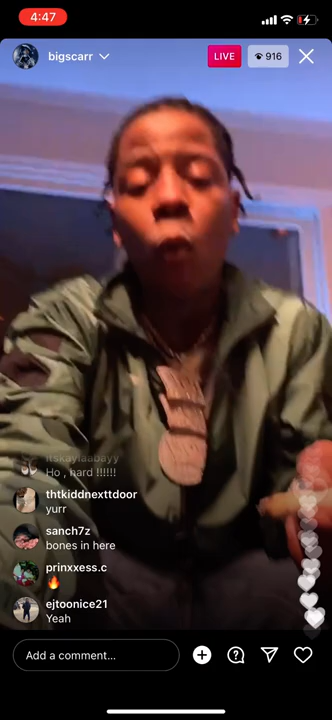 4:47
bigscarr
LIVE
916
itskaylaabayy
Ho , hard !!!!!!
thtkiddnexttdoor
yurr
sanch7z
bones in here
prinxxess.c
🔥
ejtoonice21
Yeah
Add a comment...